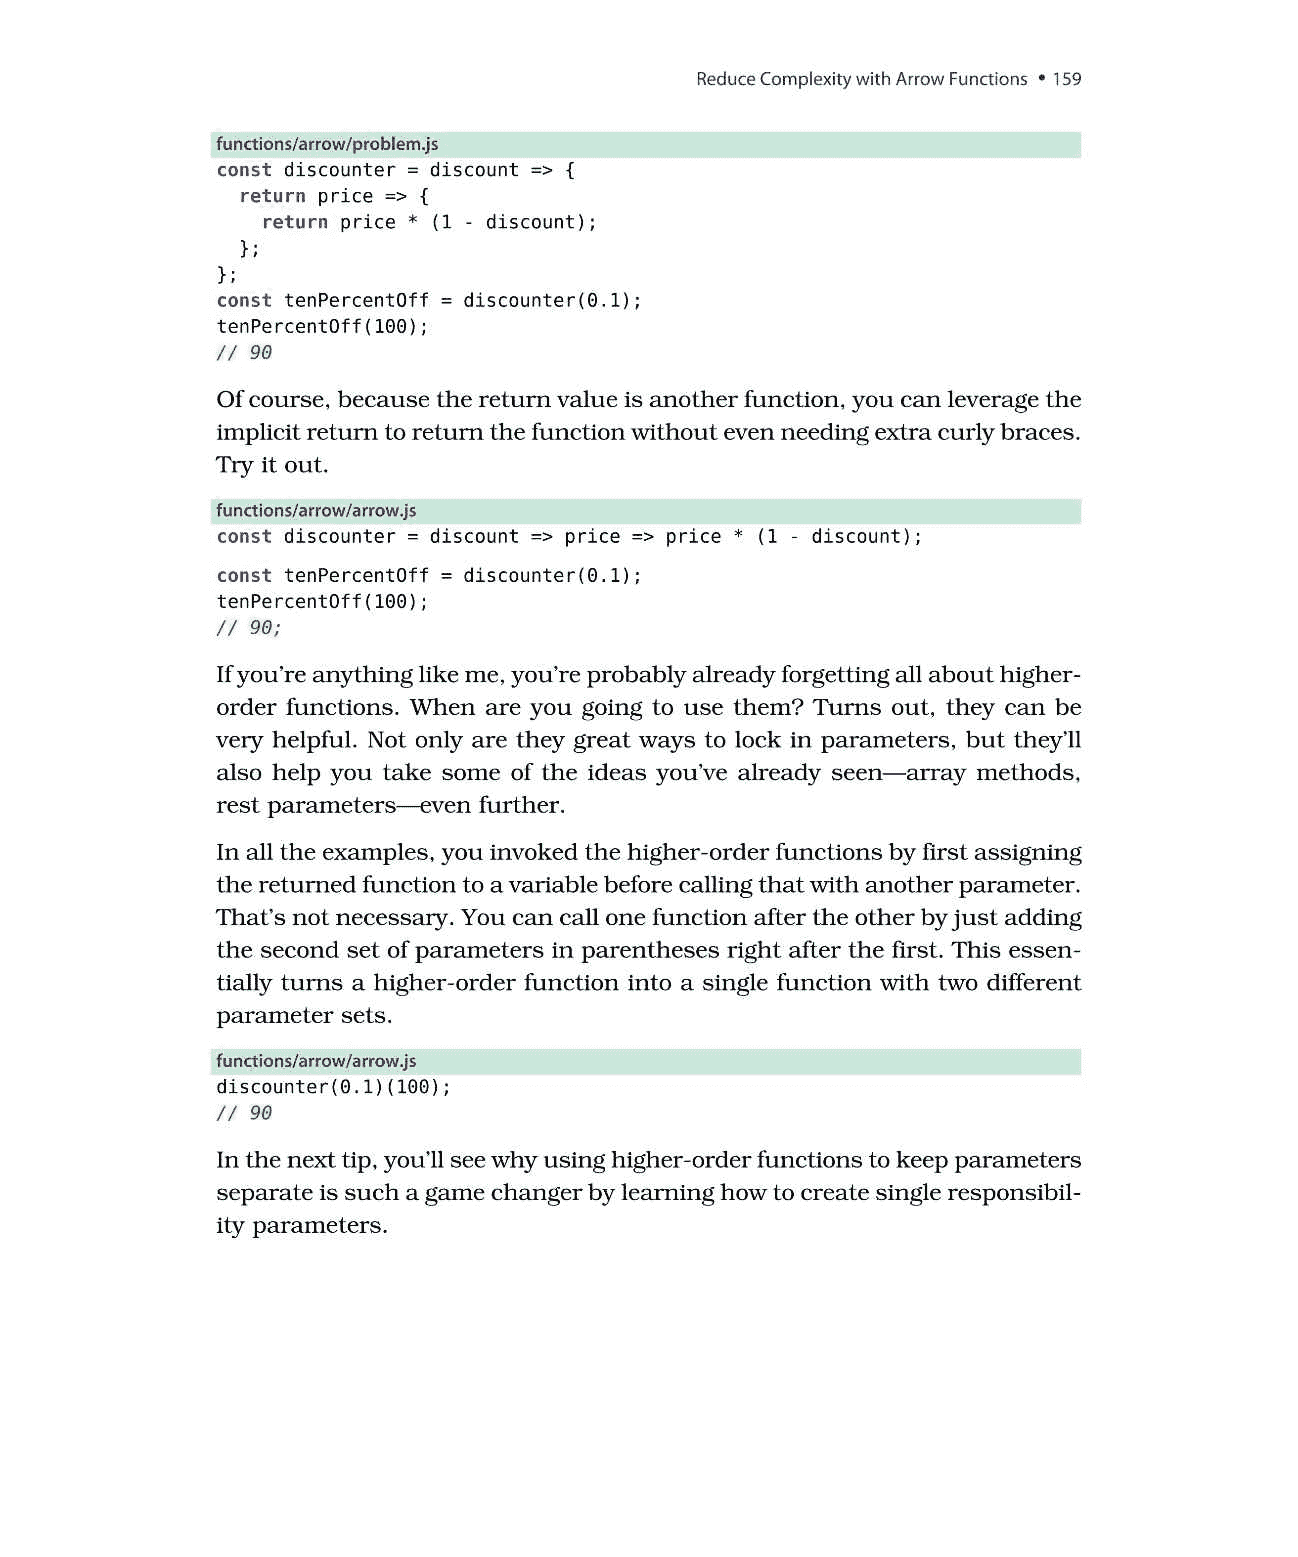 Reduce Complexity with Arrow Functions • 159
functions/arrow/problem.js
const discounter = discount => {
  return price => {
    return price * (1 - discount);
  };
};
const tenPercentOff = discounter(0.1);
tenPercentOff(100);
// 90
Of course, because the return value is another function, you can leverage the
implicit return to return the function without even needing extra curly braces.
Try it out.
functions/arrow/arrow.js
const discounter = discount => price => price * (1 - discount);
const tenPercentOff = discounter(0.1);
tenPercentOff(100);
// 90;
If you’re anything like me, you’re probably already forgetting all about higher-
order functions. When are you going to use them? Turns out, they can be
very helpful. Not only are they great ways to lock in parameters, but they’ll
also help you take some of the ideas you’ve already seen—array methods,
rest parameters—even further.
In all the examples, you invoked the higher-order functions by first assigning
the returned function to a variable before calling that with another parameter.
That’s not necessary. You can call one function after the other by just adding
the second set of parameters in parentheses right after the first. This essen-
tially turns a higher-order function into a single function with two different
parameter sets.
functions/arrow/arrow.js
discounter(0.1)(100);
// 90
In the next tip, you’ll see why using higher-order functions to keep parameters
separate is such a game changer by learning how to create single responsibil-
ity parameters.